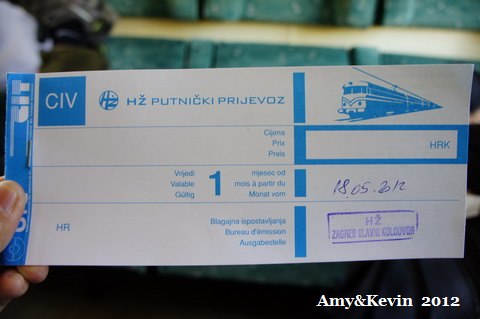 CIV HŽ HŽ PUTNIČKI PRIJEVOZ
Cijena
Prix
Preis
HRK
Vrijedi
Valable
Gültig
1
mjesec od
mois à partir du
Monat vom
18.05.2012
HR
Blagajna ispostavljanja
Bureau d'émission
Ausgabestelle
HŽ
ZAGREB GLAVNI KOLODVOR
Amy&Kevin 2012